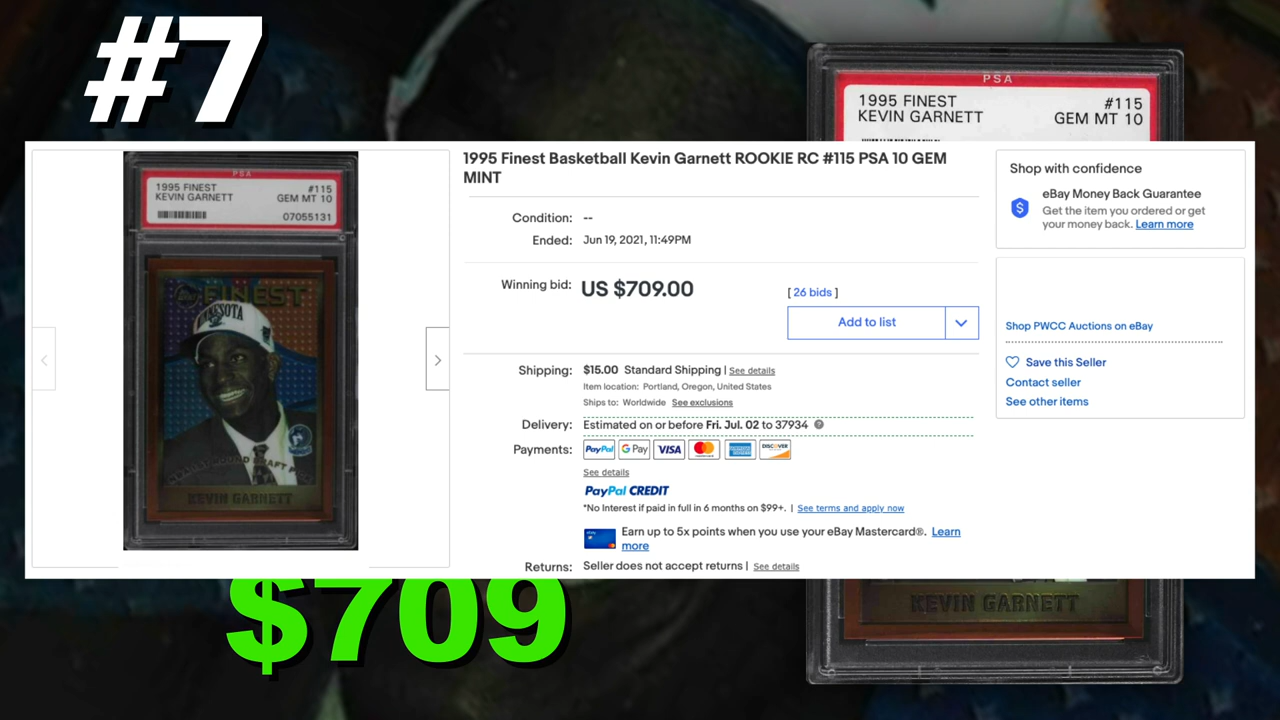 #7
PSA
1995 FINEST #115
KEVIN GARNETT GEM MT 10
PSA
1995 FINEST #115
KEVIN GARNETT GEM MT 10
07055131
FINEST
MINNESOTA
KEVIN GARNETT
1995 Finest Basketball Kevin Garnett ROOKIE RC #115 PSA 10 GEM
MINT
Condition: --
Ended: Jun 19, 2021, 11:49PM
Winning bid: US $709.00
[ 26 bids ]
Add to list
Shipping: $15.00 Standard Shipping | See details
Item location: Portland, Oregon, United States
Ships to: Worldwide See exclusions
Delivery: Estimated on or before Fri. Jul. 02 to 37934
Payments: PayPal G Pay VISA MasterCard AMERICAN EXPRESS DISCOVER
See details
PayPal CREDIT
*No Interest if paid in full in 6 months on $99+. | See terms and apply now
Earn up to 5x points when you use your eBay Mastercard®. Learn
more
Returns: Seller does not accept returns | See details
Shop with confidence
eBay Money Back Guarantee
Get the item you ordered or get
your money back. Learn more
Shop PWCC Auctions on eBay
Save this Seller
Contact seller
See other items
$709
KEVIN GARNETT